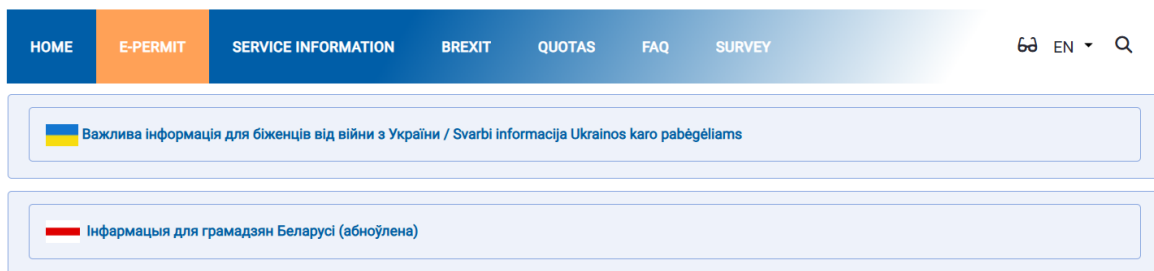 HOME E-PERMIT SERVICE INFORMATION BREXIT QUOTAS FAQ SURVEY EN
Важлива інформація для біженців від війни з України / Svarbi informacija Ukrainos karo pabėgėliams
Інфармацыя для грамадзян Беларусі (абноўлена)